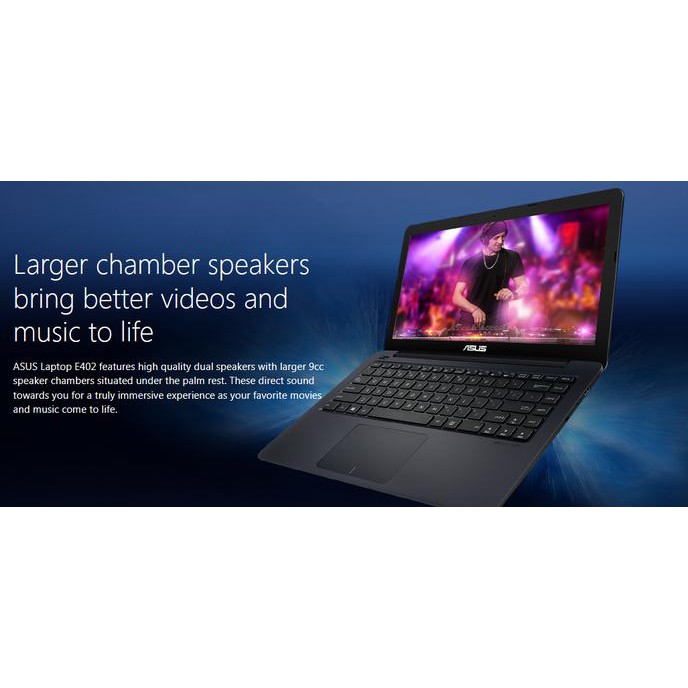 Larger chamber speakers
bring better videos and
music to life
ASUS Laptop E402 features high quality dual speakers with larger 9cc
speaker chambers situated under the palm rest. These direct sound
towards you for a truly immersive experience as your favorite movies
and music come to life.
ASUS